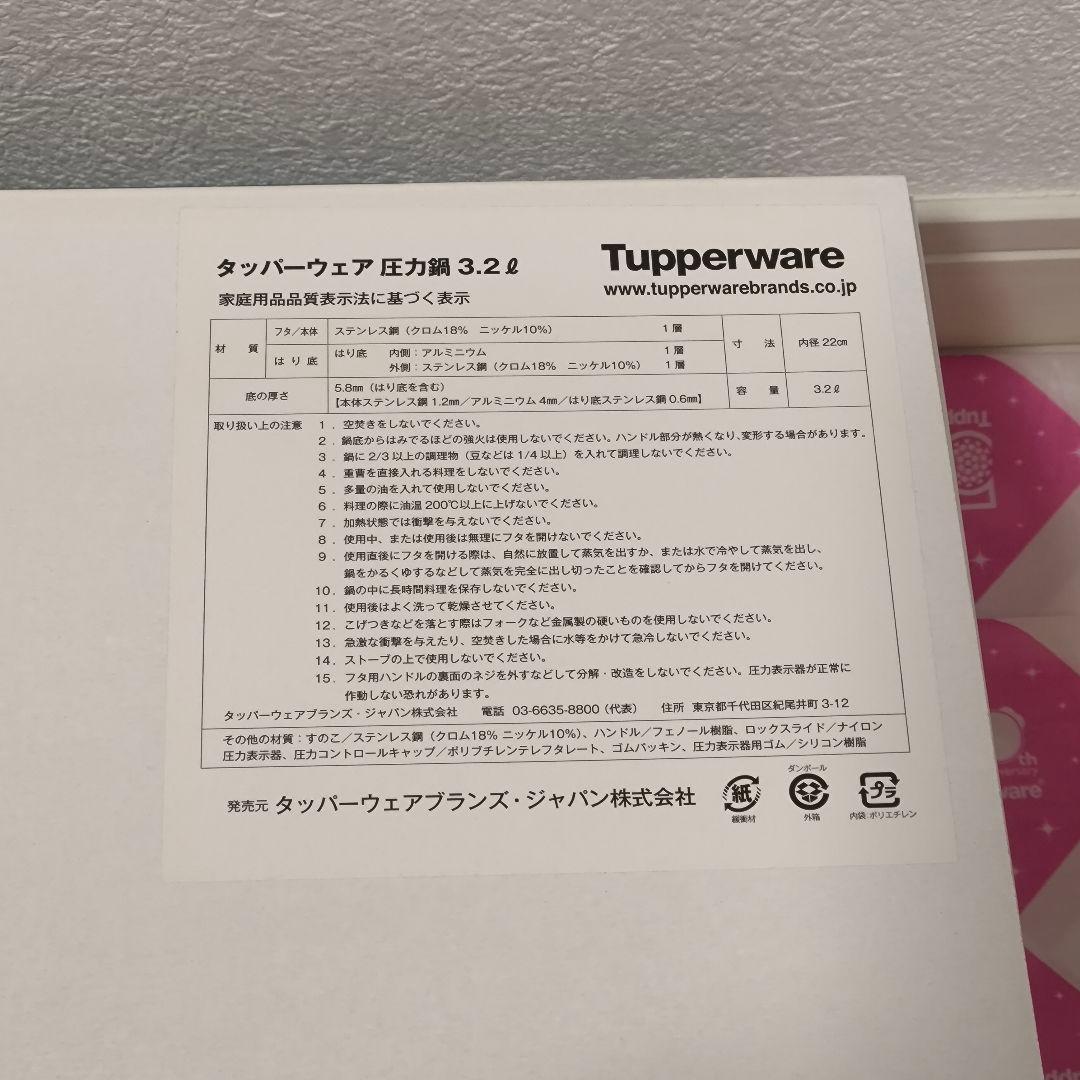 タッパーウェア 圧力鍋 3.2ℓ
Tupperware
www.tupperwarebrands.co.jp
家庭用品品質表示法に基づく表示
材 質
フタ／本体 ステンレス鋼（クロム18% ニッケル10%） 1層
はり底 はり底 内側：アルミニウム 1層
外側：ステンレス鋼（クロム18% ニッケル10%） 1層
寸 法 内径22㎝
底の厚さ 5.8㎜（はり底を含む）
【本体ステンレス鋼1.2㎜／アルミニウム4㎜／はり底ステンレス鋼0.6㎜】
容 量 3.2ℓ
取り扱い上の注意 1．空焚きをしないでください。
2．鍋底からはみでるほどの強火は使用しないでください。ハンドル部分が熱くなり、変形する場合があります。
3．鍋に2/3以上の調理物（豆などは1/4以上）を入れて調理しないでください。
4．重曹を直接入れる料理をしないでください。
5．多量の油を入れて使用しないでください。
6．料理の際に油温200℃以上に上げないでください。
7．加熱状態では衝撃を与えないでください。
8．使用中、または使用後は無理にフタを開けないでください。
9．使用直後にフタを開ける際は、自然に放置して蒸気を出すか、または水で冷やして蒸気を出し、
鍋をかるくゆするなどして蒸気を完全に出し切ったことを確認してからフタを開けてください。
10．鍋の中に長時間料理を保存しないでください。
11．使用後はよく洗って乾燥させてください。
12．こげつきなどを落とす際はフォークなど金属製の硬いものを使用しないでください。
13．急激な衝撃を与えたり、空焚きした場合に水等をかけて急冷しないでください。
14．ストーブの上で使用しないでください。
15．フタ用ハンドルの裏面のネジを外すなどして分解・改造をしないでください。圧力表示器が正常に
作動しない恐れがあります。
タッパーウェアブランズ・ジャパン株式会社 電話 03-6635-8800（代表） 住所 東京都千代田区紀尾井町3-12
その他の材質：すのこ／ステンレス鋼（クロム18% ニッケル10%）、ハンドル／フェノール樹脂、ロックスライド／ナイロン
圧力表示器、圧力コントロールキャップ／ポリブチレンテレフタレート、ゴムパッキン、圧力表示器用ゴム／シリコン樹脂
発売元 タッパーウェアブランズ・ジャパン株式会社
紙
緩衝材
ダンボール
外箱
プラ
内袋：ポリエチレン
Tupp
th
ware